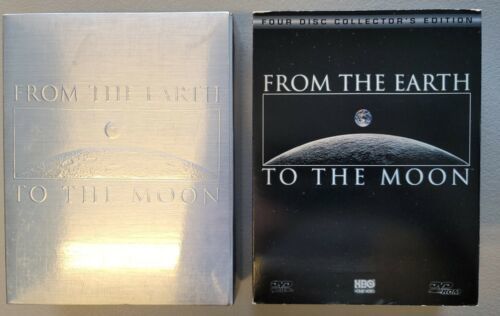 FROM THE EARTH
TO THE MOON
FOUR DISC COLLECTOR'S EDITION
FROM THE EARTH
TO THE MOON
DVD
HBO
HOME VIDEO
DVD
ROM